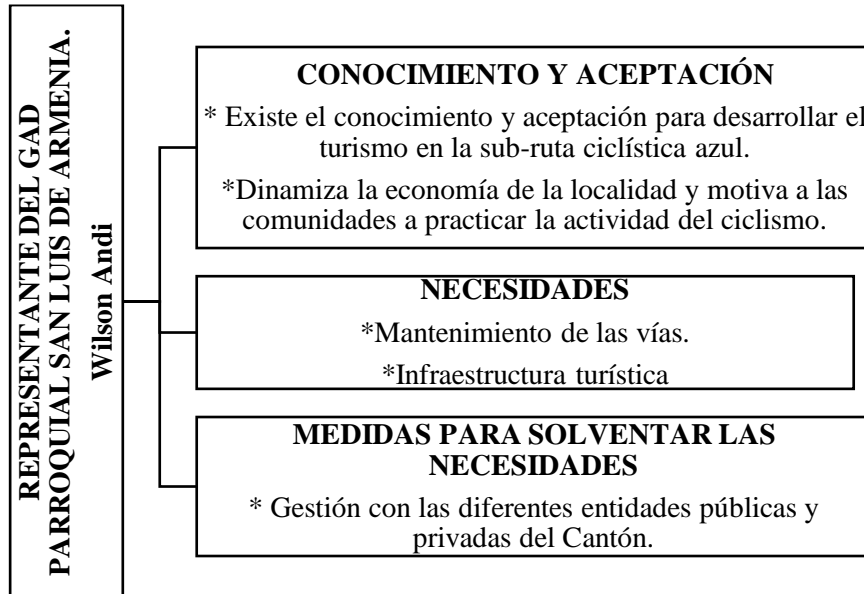 REPRESENTANTE DEL GAD
PARROQUIAL SAN LUIS DE ARMENIA.
Wilson Andi
CONOCIMIENTO Y ACEPTACIÓN
* Existe el conocimiento y aceptación para desarrollar el
turismo en la sub-ruta ciclística azul.
*Dinamiza la economía de la localidad y motiva a las
comunidades a practicar la actividad del ciclismo.
NECESIDADES
*Mantenimiento de las vías.
*Infraestructura turística
MEDIDAS PARA SOLVENTAR LAS
NECESIDADES
* Gestión con las diferentes entidades públicas y
privadas del Cantón.